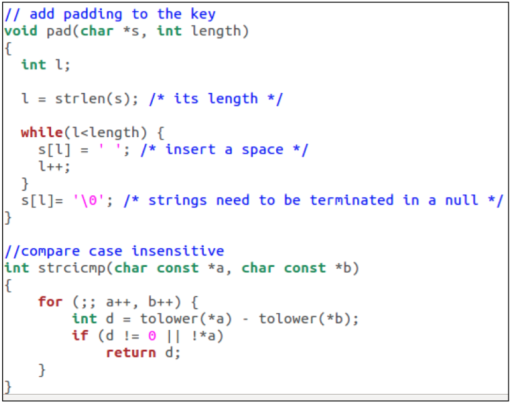 // add padding to the key
void pad(char *s, int length)
{
  int l;
  l = strlen(s); /* its length */
  while(l<length) {
    s[l] = ' '; /* insert a space */
    l++;
  }
  s[l]= '\0'; /* strings need to be terminated in a null */
}
//compare case insensitive
int strcicmp(char const *a, char const *b)
{
    for (;; a++, b++) {
        int d = tolower(*a) - tolower(*b);
        if (d != 0 || !*a)
            return d;
    }
}